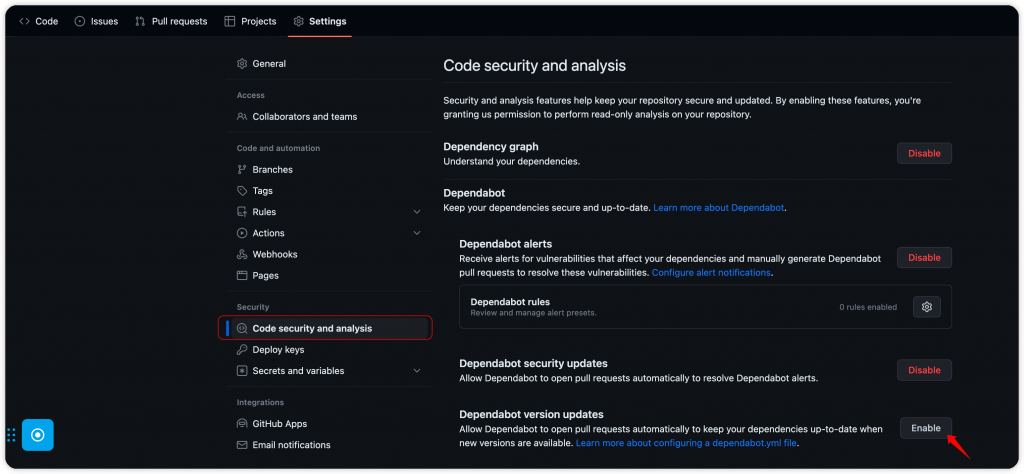 Code
Issues
Pull requests
Projects
Settings
General
Access
Collaborators and teams
Code and automation
Branches
Tags
Rules
Actions
Webhooks
Pages
Security
Code security and analysis
Deploy keys
Secrets and variables
Integrations
GitHub Apps
Email notifications
Code security and analysis
Security and analysis features help keep your repository secure and updated. By enabling these features, you're
granting us permission to perform read-only analysis on your repository.
Dependency graph
Understand your dependencies.
Disable
Dependabot
Keep your dependencies secure and up-to-date. Learn more about Dependabot.
Dependabot alerts
Receive alerts for vulnerabilities that affect your dependencies and manually generate Dependabot
pull requests to resolve these vulnerabilities. Configure alert notifications.
Disable
Dependabot rules
Review and manage alert presets.
0 rules enabled
Dependabot security updates
Allow Dependabot to open pull requests automatically to resolve Dependabot alerts.
Disable
Dependabot version updates
Allow Dependabot to open pull requests automatically to keep your dependencies up-to-date when
new versions are available. Learn more about configuring a dependabot.yml file.
Enable